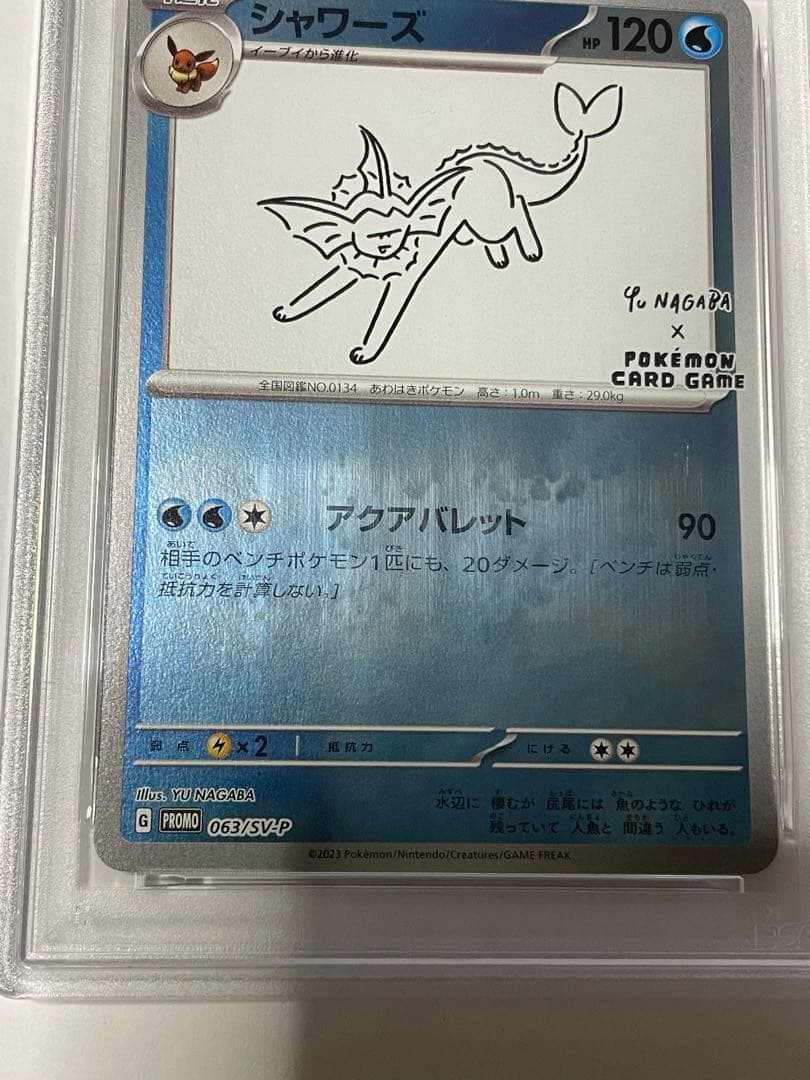 シャワーズ
HP 120
イーブイから進化
Yu NAGABA
×
POKÉMON
CARD GAME
全国図鑑NO.0134 あわはきポケモン 高さ：1.0m 重さ：29.0kg
アクアバレット 90
相手のベンチポケモン1匹にも、20ダメージ。［ベンチは弱点・
抵抗力を計算しない。］
弱点 ×2 抵抗力 にげる
Illus. YU NAGABA
水辺に 棲むが 尻尾には 魚のような ひれが
残っていて 人魚と 間違う 人もいる。
G PROMO 063/SV-P
©2023 Pokémon/Nintendo/Creatures/GAME FREAK